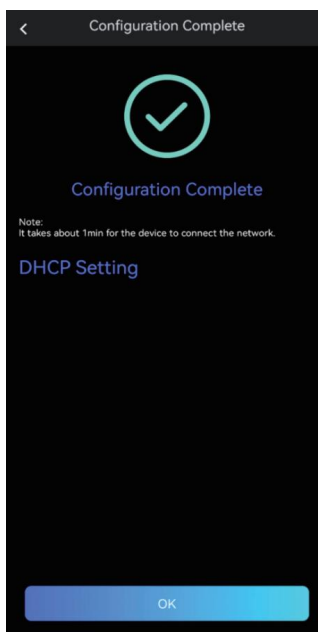 Configuration Complete
Configuration Complete
Note:
It takes about 1min for the device to connect the network.
DHCP Setting
OK